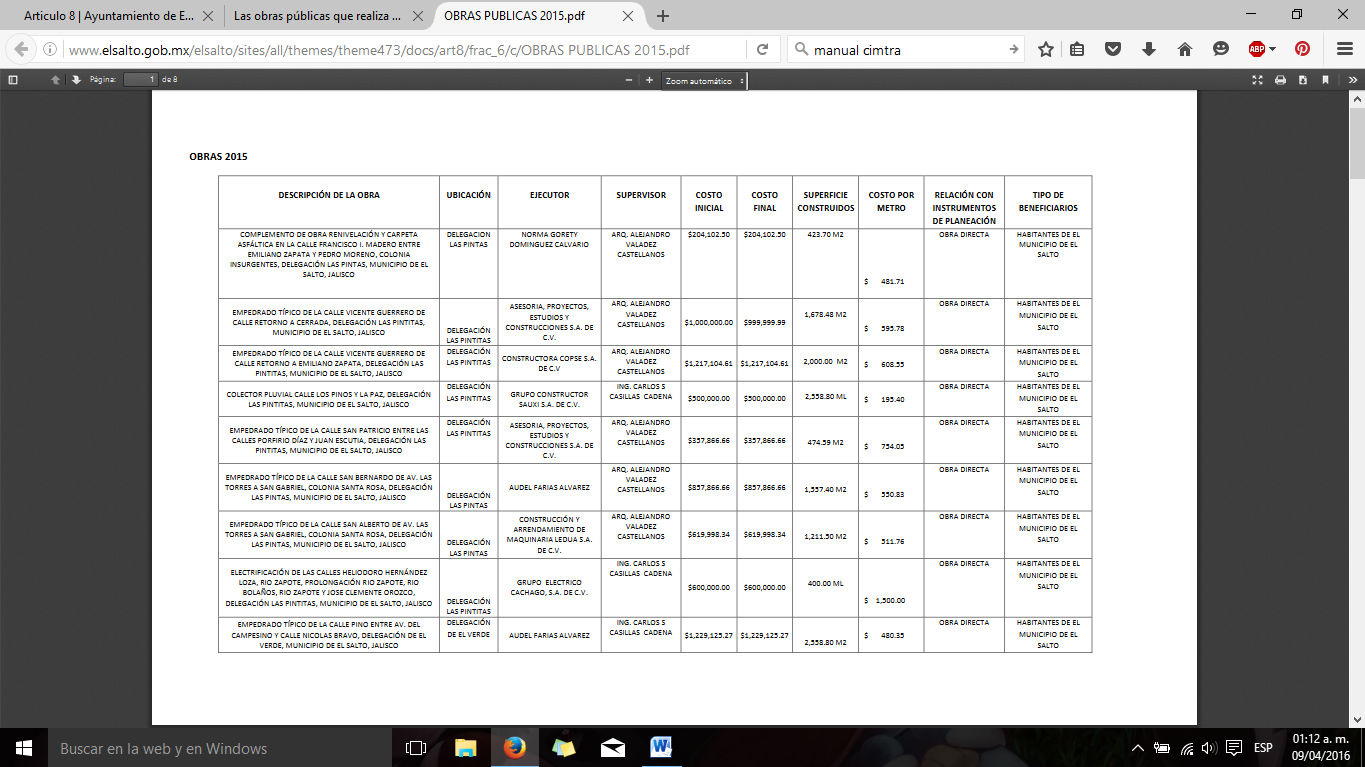 Articulo 8 | Ayuntamiento de E...
Las obras públicas que realiza ...
OBRAS PUBLICAS 2015.pdf
www.elsalto.gob.mx/elsalto/sites/all/themes/theme473/docs/art8/frac_6/c/OBRAS PUBLICAS 2015.pdf
manual cimtra
ABP
Página:
1
de 8
Zoom automático
OBRAS 2015
DESCRIPCIÓN DE LA OBRA
UBICACIÓN
EJECUTOR
SUPERVISOR
COSTO
INICIAL
COSTO
FINAL
SUPERFICIE
CONSTRUIDOS
COSTO POR
METRO
RELACIÓN CON
INSTRUMENTOS
DE PLANEACIÓN
TIPO DE
BENEFICIARIOS
COMPLEMENTO DE OBRA RENIVELACIÓN Y CARPETA
ASFÁLTICA EN LA CALLE FRANCISCO I. MADERO ENTRE
EMILIANO ZAPATA Y PEDRO MORENO, COLONIA
INSURGENTES, DELEGACIÓN LAS PINTAS, MUNICIPIO DE EL
SALTO, JALISCO
DELEGACION
LAS PINTAS
NORMA GORETY
DOMINGUEZ CALVARIO
ARQ. ALEJANDRO
VALADEZ
CASTELLANOS
$204,102.50
$204,102.50
423.70 M2
$ 481.71
OBRA DIRECTA
HABITANTES DE EL
MUNICIPIO DE EL
SALTO
EMPEDRADO TÍPICO DE LA CALLE VICENTE GUERRERO DE
CALLE RETORNO A CERRADA, DELEGACIÓN LAS PINTITAS,
MUNICIPIO DE EL SALTO, JALISCO
DELEGACIÓN
LAS PINTITAS
ASESORIA, PROYECTOS,
ESTUDIOS Y
CONSTRUCCIONES S.A. DE
C.V.
ARQ. ALEJANDRO
VALADEZ
CASTELLANOS
$1,000,000.00
$999,999.99
1,678.48 M2
$ 595.78
OBRA DIRECTA
HABITANTES DE EL
MUNICIPIO DE EL
SALTO
EMPEDRADO TÍPICO DE LA CALLE VICENTE GUERRERO DE
CALLE RETORNO A EMILIANO ZAPATA, DELEGACIÓN LAS
PINTITAS, MUNICIPIO DE EL SALTO, JALISCO
DELEGACIÓN
LAS PINTITAS
CONSTRUCTORA COPSE S.A.
DE C.V
ARQ. ALEJANDRO
VALADEZ
CASTELLANOS
$1,217,104.61
$1,217,104.61
2,000.00 M2
$ 608.55
OBRA DIRECTA
HABITANTES DE EL
MUNICIPIO DE EL
SALTO
COLECTOR PLUVIAL CALLE LOS PINOS Y LA PAZ, DELEGACIÓN
LAS PINTITAS, MUNICIPIO DE EL SALTO, JALISCO
DELEGACIÓN
LAS PINTITAS
GRUPO CONSTRUCTOR
SAUXI S.A. DE C.V.
ING. CARLOS S
CASILLAS CADENA
$500,000.00
$500,000.00
2,558.80 ML
$ 195.40
OBRA DIRECTA
HABITANTES DE EL
MUNICIPIO DE EL
SALTO
EMPEDRADO TÍPICO DE LA CALLE SAN PATRICIO ENTRE LAS
CALLES PORFIRIO DÍAZ Y JUAN ESCUTIA, DELEGACIÓN LAS
PINTITAS, MUNICIPIO DE EL SALTO, JALISCO
DELEGACIÓN
LAS PINTITAS
ASESORIA, PROYECTOS,
ESTUDIOS Y
CONSTRUCCIONES S.A. DE
C.V.
ARQ. ALEJANDRO
VALADEZ
CASTELLANOS
$357,866.66
$357,866.66
474.59 M2
$ 754.05
OBRA DIRECTA
HABITANTES DE EL
MUNICIPIO DE EL
SALTO
EMPEDRADO TÍPICO DE LA CALLE SAN BERNARDO DE AV. LAS
TORRES A SAN GABRIEL, COLONIA SANTA ROSA, DELEGACIÓN
LAS PINTAS, MUNICIPIO DE EL SALTO, JALISCO
DELEGACIÓN
LAS PINTAS
AUDEL FARIAS ALVAREZ
ARQ. ALEJANDRO
VALADEZ
CASTELLANOS
$857,866.66
$857,866.66
1,557.40 M2
$ 550.83
OBRA DIRECTA
HABITANTES DE EL
MUNICIPIO DE EL
SALTO
EMPEDRADO TÍPICO DE LA CALLE SAN ALBERTO DE AV. LAS
TORRES A SAN GABRIEL, COLONIA SANTA ROSA, DELEGACIÓN
LAS PINTAS, MUNICIPIO DE EL SALTO, JALISCO
DELEGACIÓN
LAS PINTAS
CONSTRUCCIÓN Y
ARRENDAMIENTO DE
MAQUINARIA LEDUA S.A.
DE C.V.
ARQ. ALEJANDRO
VALADEZ
CASTELLANOS
$619,998.34
$619,998.34
1,211.50 M2
$ 511.76
OBRA DIRECTA
HABITANTES DE EL
MUNICIPIO DE EL
SALTO
ELECTRIFICACIÓN DE LAS CALLES HELIODORO HERNÁNDEZ
LOZA, RIO ZAPOTE, PROLONGACIÓN RIO ZAPOTE, RIO
BOLAÑOS, RIO ZAPOTE Y JOSE CLEMENTE OROZCO,
DELEGACIÓN LAS PINTITAS, MUNICIPIO DE EL SALTO, JALISCO
DELEGACIÓN
LAS PINTITAS
GRUPO ELECTRICO
CACHAGO, S.A. DE C.V.
ING. CARLOS S
CASILLAS CADENA
$600,000.00
$600,000.00
400.00 ML
$ 1,500.00
OBRA DIRECTA
HABITANTES DE EL
MUNICIPIO DE EL
SALTO
EMPEDRADO TÍPICO DE LA CALLE PINO ENTRE AV. DEL
CAMPESINO Y CALLE NICOLAS BRAVO, DELEGACIÓN DE EL
VERDE, MUNICIPIO DE EL SALTO, JALISCO
DELEGACIÓN
DE EL VERDE
AUDEL FARIAS ALVAREZ
ING. CARLOS S
CASILLAS CADENA
$1,229,125.27
$1,229,125.27
2,558.80 M2
$ 480.35
OBRA DIRECTA
HABITANTES DE EL
MUNICIPIO DE EL
SALTO
Buscar en la web y en Windows
ESP
01:12 a. m.
09/04/2016